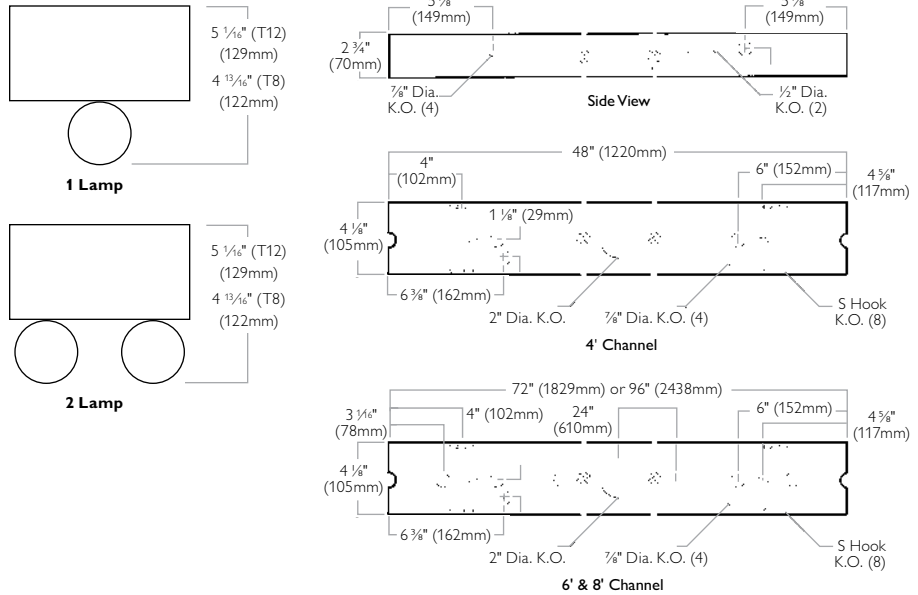 5 1/16" (T12)
(129mm)
4 13/16" (T8)
(122mm)
1 Lamp
5 1/16" (T12)
(129mm)
4 13/16" (T8)
(122mm)
2 Lamp
(149mm)
(149mm)
2 3/4"
(70mm)
7/8" Dia.
K.O. (4)
Side View
1/2" Dia.
K.O. (2)
48" (1220mm)
4"
(102mm)
6" (152mm)
4 5/8"
(117mm)
1 1/8" (29mm)
4 1/8"
(105mm)
6 3/8" (162mm)
2" Dia. K.O.
7/8" Dia. K.O. (4)
S Hook
K.O. (8)
4' Channel
72" (1829mm) or 96" (2438mm)
3 1/16"
(78mm)
4" (102mm)
24"
(610mm)
6" (152mm)
4 5/8"
(117mm)
4 1/8"
(105mm)
6 3/8" (162mm)
2" Dia. K.O.
7/8" Dia. K.O. (4)
S Hook
K.O. (8)
6' & 8' Channel